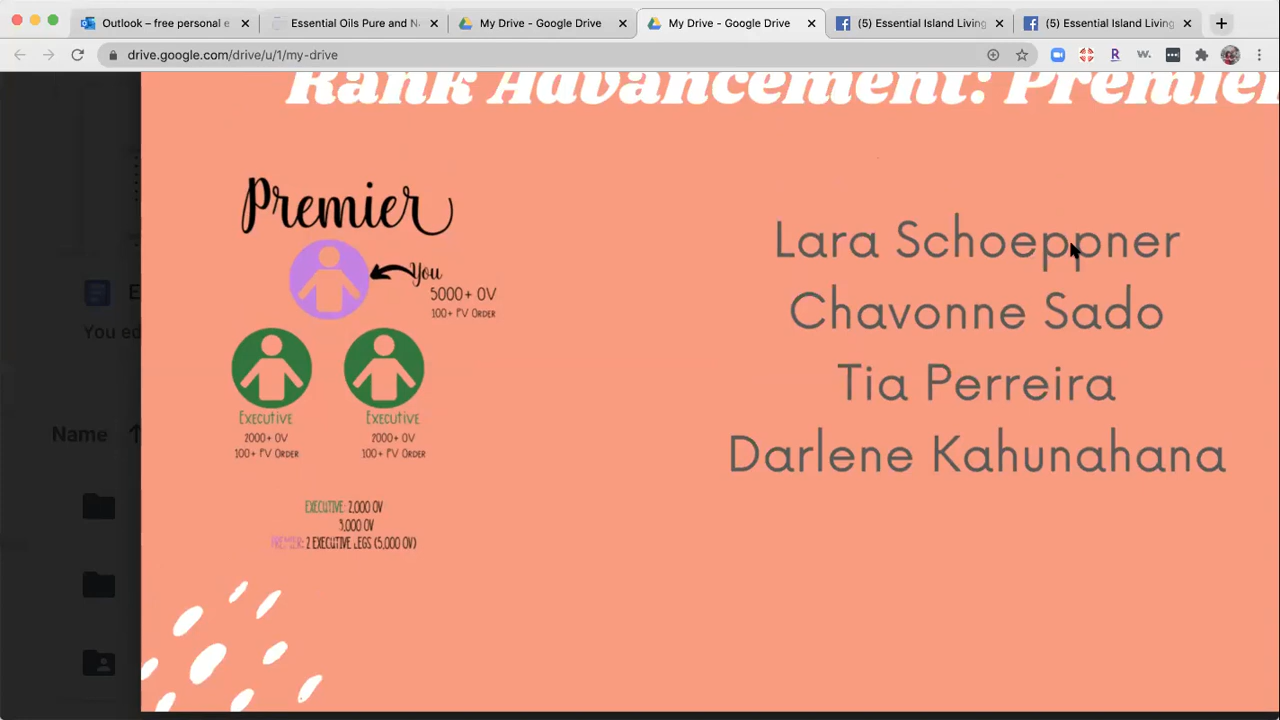 Outlook – free personal e
Essential Oils Pure and Na
My Drive - Google Drive
My Drive - Google Drive
(5) Essential Island Living
(5) Essential Island Living
drive.google.com/drive/u/1/my-drive
Rank Advancement: Premier
Premier
You
5000+ OV
100+ PV Order
Executive
Executive
2000+ OV
2000+ OV
100+ PV Order
100+ PV Order
EXECUTIVE: 2,000 OV
3,000 OV
PREMIER: 2 EXECUTIVE LEGS (5,000 OV)
Lara Schoeppner
Chavonne Sado
Tia Perreira
Darlene Kahunahana
You ed
Name